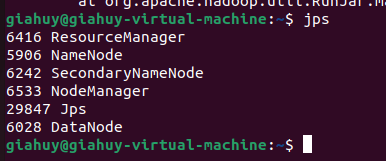 at org.apache.hadoop.util.RunJar.ma
giahuy@giahuy-virtual-machine:~$ jps
6416 ResourceManager
5906 NameNode
6242 SecondaryNameNode
6533 NodeManager
29847 Jps
6028 DataNode
giahuy@giahuy-virtual-machine:~$